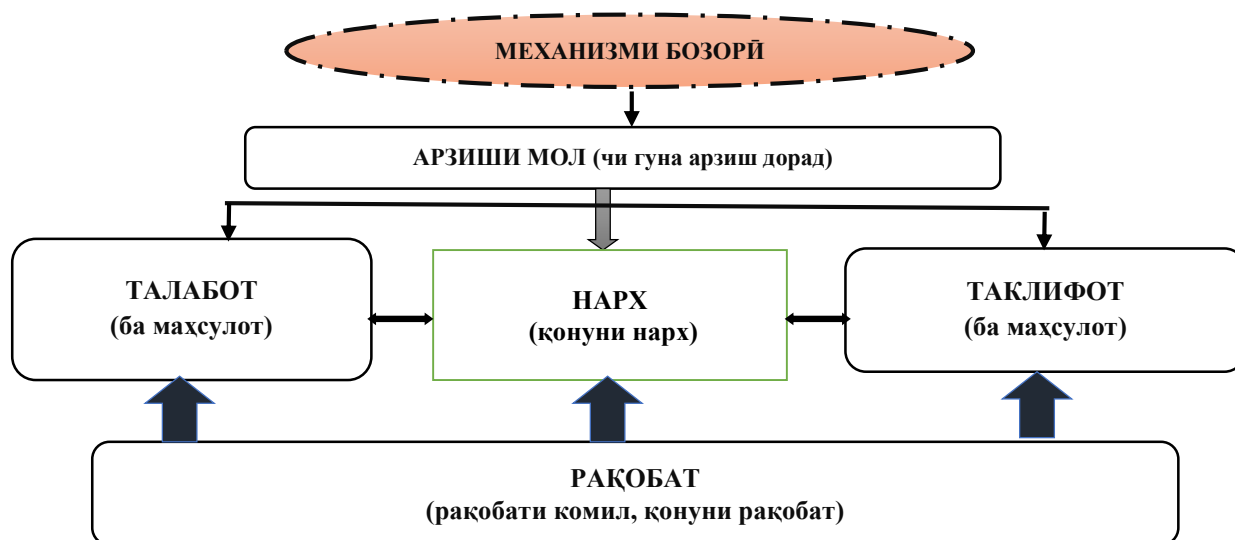 МЕХАНИЗМИ БОЗОРӢ
АРЗИШИ МОЛ (чи гуна арзиш дорад)
ТАЛАБОТ
(ба маҳсулот)
НАРХ
(қонуни нарх)
ТАКЛИФОТ
(ба маҳсулот)
РАҚОБАТ
(рақобати комил, қонуни рақобат)